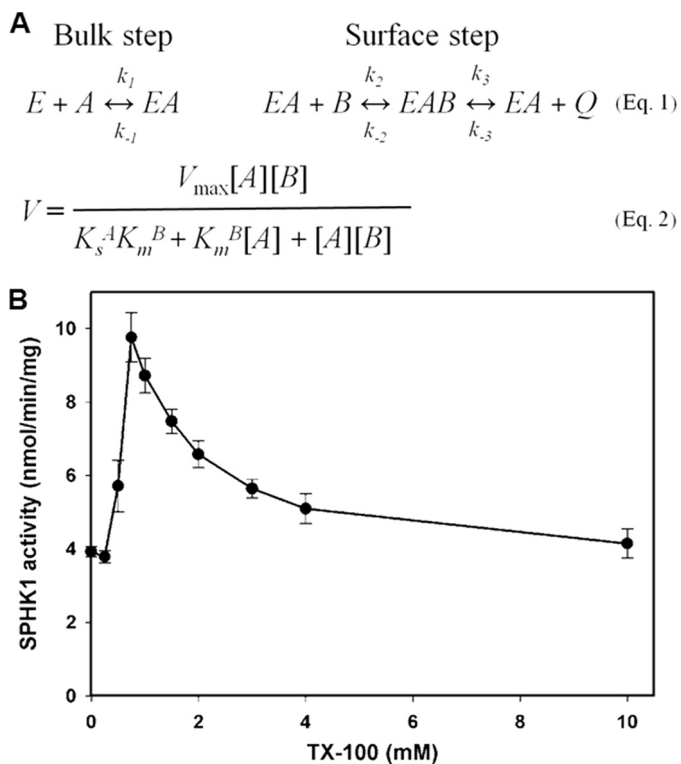 A
Bulk step Surface step
k1 k2 k3
E + A ↔ EA EA + B ↔ EAB ↔ EA + Q (Eq. 1)
k-1 k-2 k-3
Vmax[A][B]
V = (Eq. 2)
KsAKmB + KmB[A] + [A][B]
B
SPHK1 activity (nmol/min/mg)
10
8
6
4
2
0
0 2 4 6 8 10
TX-100 (mM)